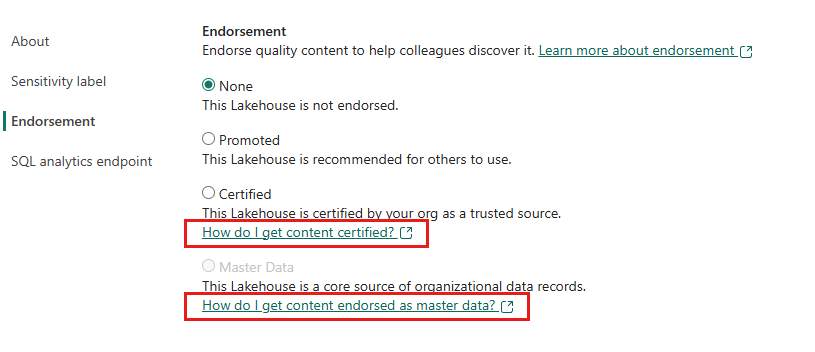 About
Sensitivity label
Endorsement
SQL analytics endpoint
Endorsement
Endorse quality content to help colleagues discover it. Learn more about endorsement
None
This Lakehouse is not endorsed.
Promoted
This Lakehouse is recommended for others to use.
Certified
This Lakehouse is certified by your org as a trusted source.
How do I get content certified?
Master Data
This Lakehouse is a core source of organizational data records.
How do I get content endorsed as master data?